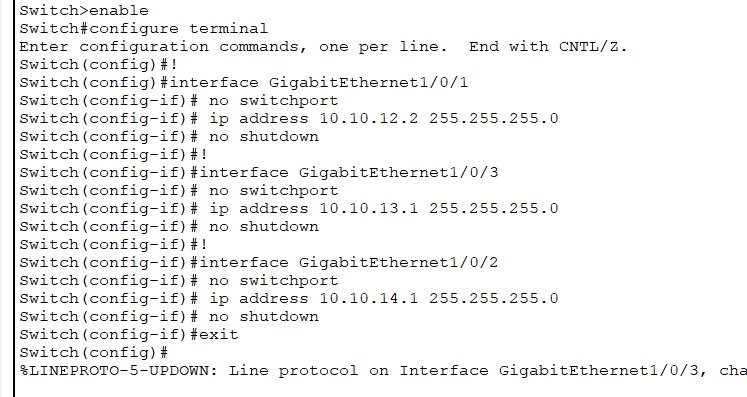 Switch>enable
Switch#configure terminal
Enter configuration commands, one per line.  End with CNTL/Z.
Switch(config)#!
Switch(config)#interface GigabitEthernet1/0/1
Switch(config-if)# no switchport
Switch(config-if)# ip address 10.10.12.2 255.255.255.0
Switch(config-if)# no shutdown
Switch(config-if)#!
Switch(config-if)#interface GigabitEthernet1/0/3
Switch(config-if)# no switchport
Switch(config-if)# ip address 10.10.13.1 255.255.255.0
Switch(config-if)# no shutdown
Switch(config-if)#!
Switch(config-if)#interface GigabitEthernet1/0/2
Switch(config-if)# no switchport
Switch(config-if)# ip address 10.10.14.1 255.255.255.0
Switch(config-if)# no shutdown
Switch(config-if)#exit
Switch(config)#
%LINEPROTO-5-UPDOWN: Line protocol on Interface GigabitEthernet1/0/3, cha